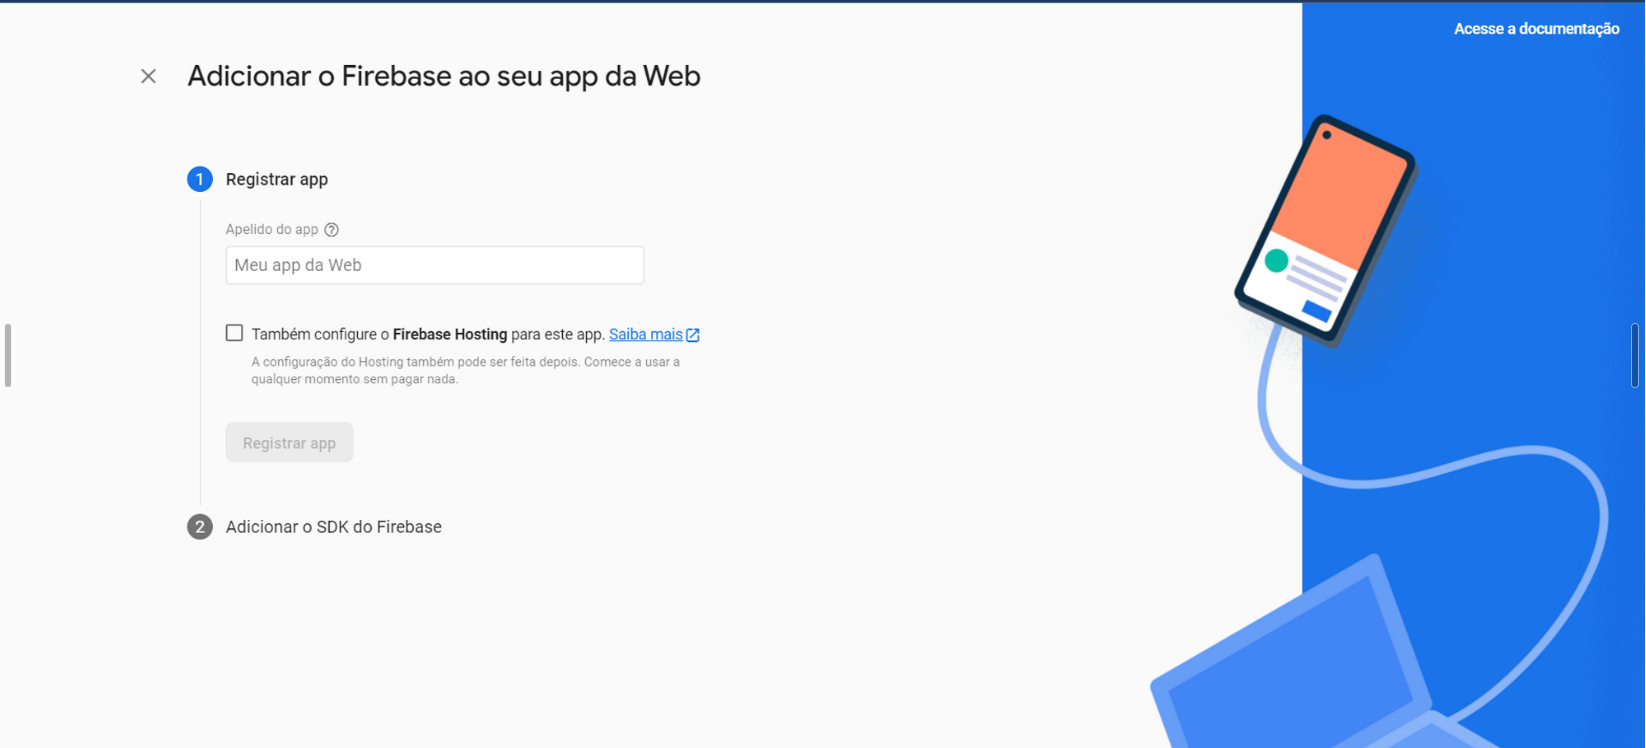 Acesse a documentação
Adicionar o Firebase ao seu app da Web
1 Registrar app
Apelido do app ?
Meu app da Web
Também configure o Firebase Hosting para este app. Saiba mais
A configuração do Hosting também pode ser feita depois. Comece a usar a
qualquer momento sem pagar nada.
Registrar app
2 Adicionar o SDK do Firebase